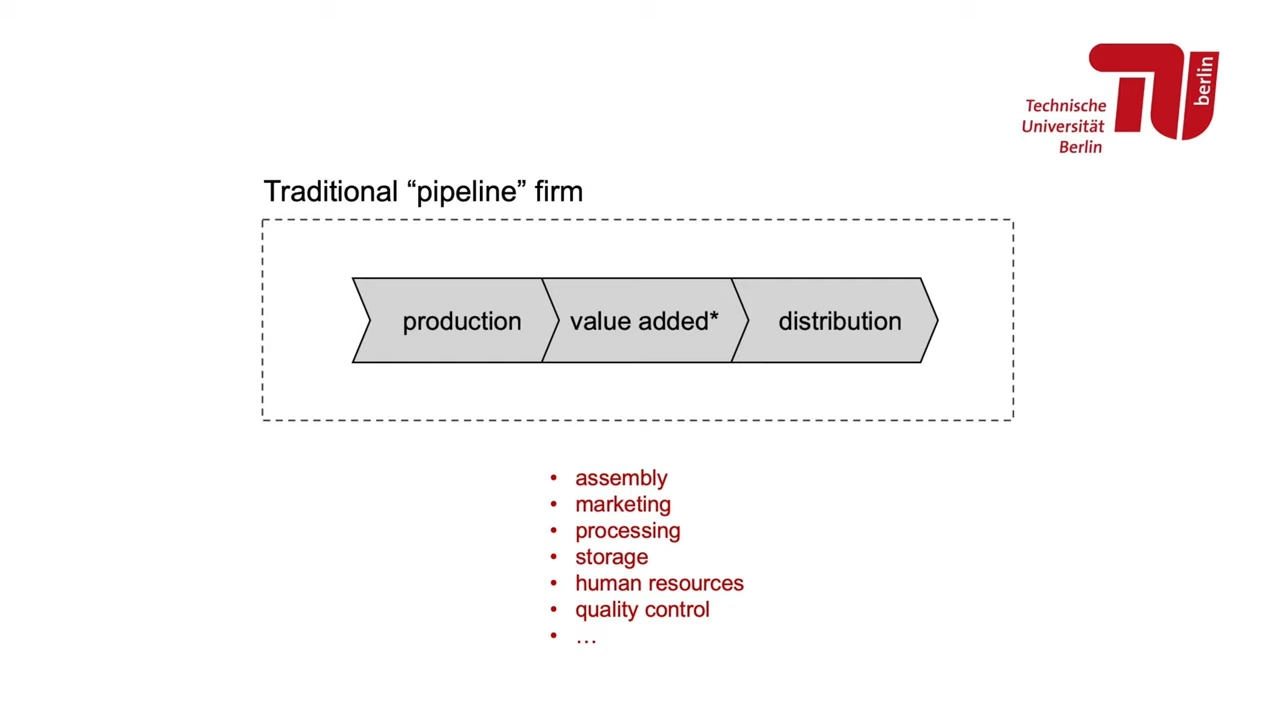 berlin
Technische
Universität
Berlin
Traditional “pipeline” firm
production
value added*
distribution
• assembly
• marketing
• processing
• storage
• human resources
• quality control
• …